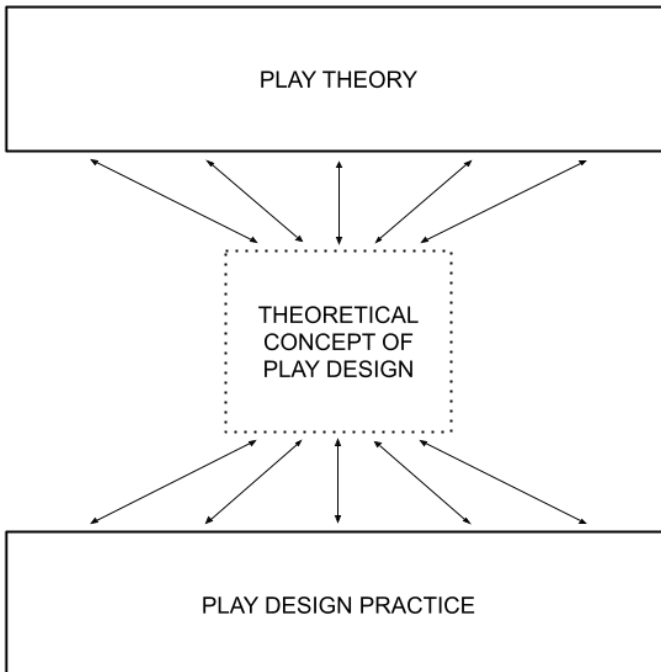 PLAY THEORY
THEORETICAL
CONCEPT OF
PLAY DESIGN
PLAY DESIGN PRACTICE